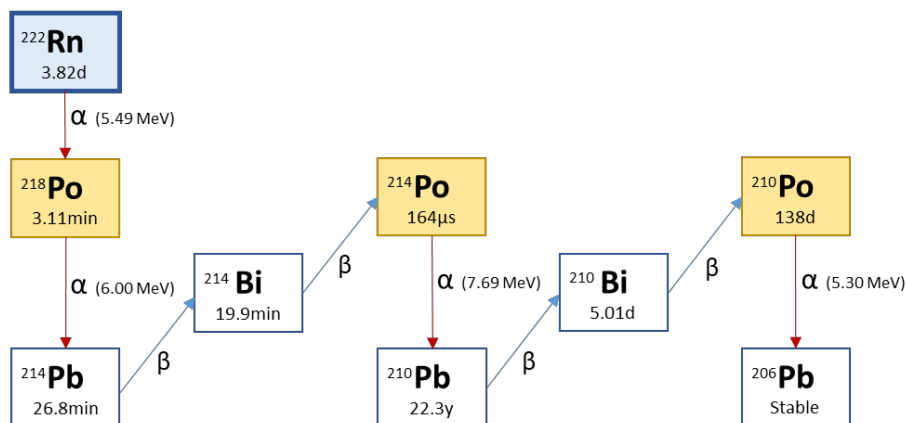 ²²²Rn
3.82d
α (5.49 MeV)
²¹⁸Po
3.11min
²¹⁴Po
164µs
²¹⁰Po
138d
α (6.00 MeV)
²¹⁴Bi
19.9min
β
α (7.69 MeV)
²¹⁰Bi
5.01d
β
α (5.30 MeV)
²¹⁴Pb
26.8min
β
²¹⁰Pb
22.3y
β
²⁰⁶Pb
Stable